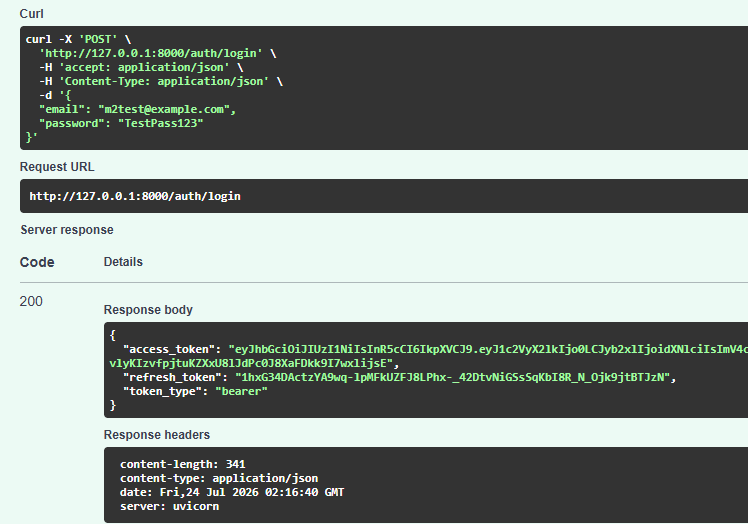 Curl
curl -X 'POST' \
'http://127.0.0.1:8000/auth/login' \
-H 'accept: application/json' \
-H 'Content-Type: application/json' \
-d '{
"email": "m2test@example.com",
"password": "TestPass123"
}'
Request URL
http://127.0.0.1:8000/auth/login
Server response
Code Details
200
Response body
{
"access_token": "eyJhbGciOiJIUzI1NiIsInR5cCI6IkpXVCJ9.eyJ1c2VyX2lkIjo0LCJyb2xlIjoidXNlciIsImV4c
vlyKIzvfpjtuKZXxU8lJdPc0J8XaFDkk9I7wxlijsE",
"refresh_token": "1hxG34DActzYA9wq-lpMFkUZFJ8LPhx-_42DtvNiGSsSqKbI8R_N_Ojk9jtBTJzN",
"token_type": "bearer"
}
Response headers
content-length: 341
content-type: application/json
date: Fri,24 Jul 2026 02:16:40 GMT
server: uvicorn